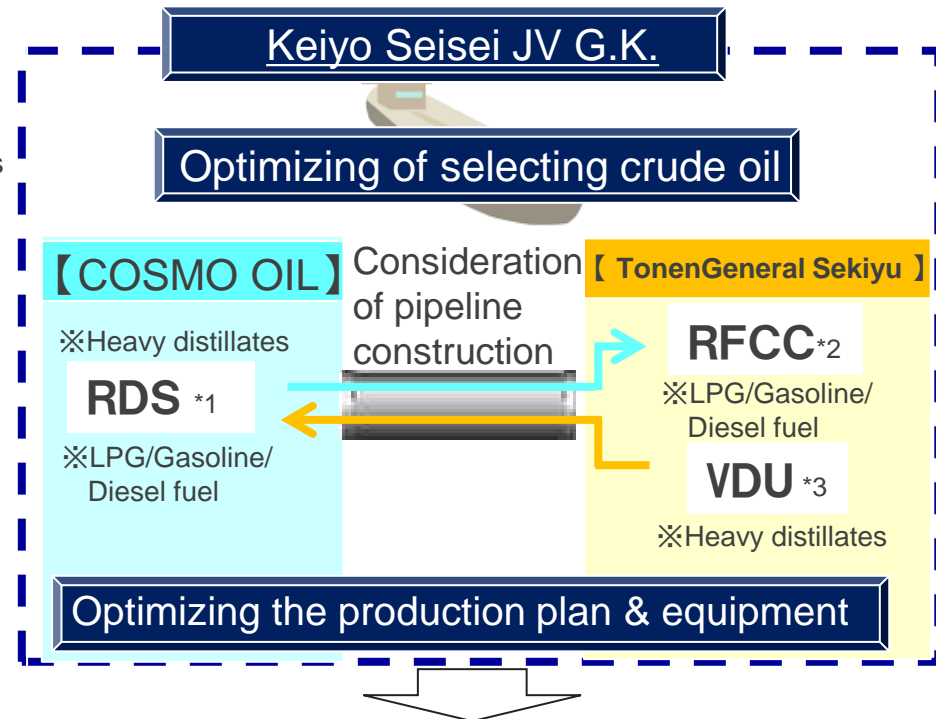 Keiyo Seisei JV G.K.
s
Optimizing of selecting crude oil
【COSMO OIL】
※Heavy distillates
RDS *1
※LPG/Gasoline/
Diesel fuel
Consideration
of pipeline
construction
【 TonenGeneral Sekiyu 】
RFCC*2
※LPG/Gasoline/
Diesel fuel
VDU *3
※Heavy distillates
Optimizing the production plan & equipment